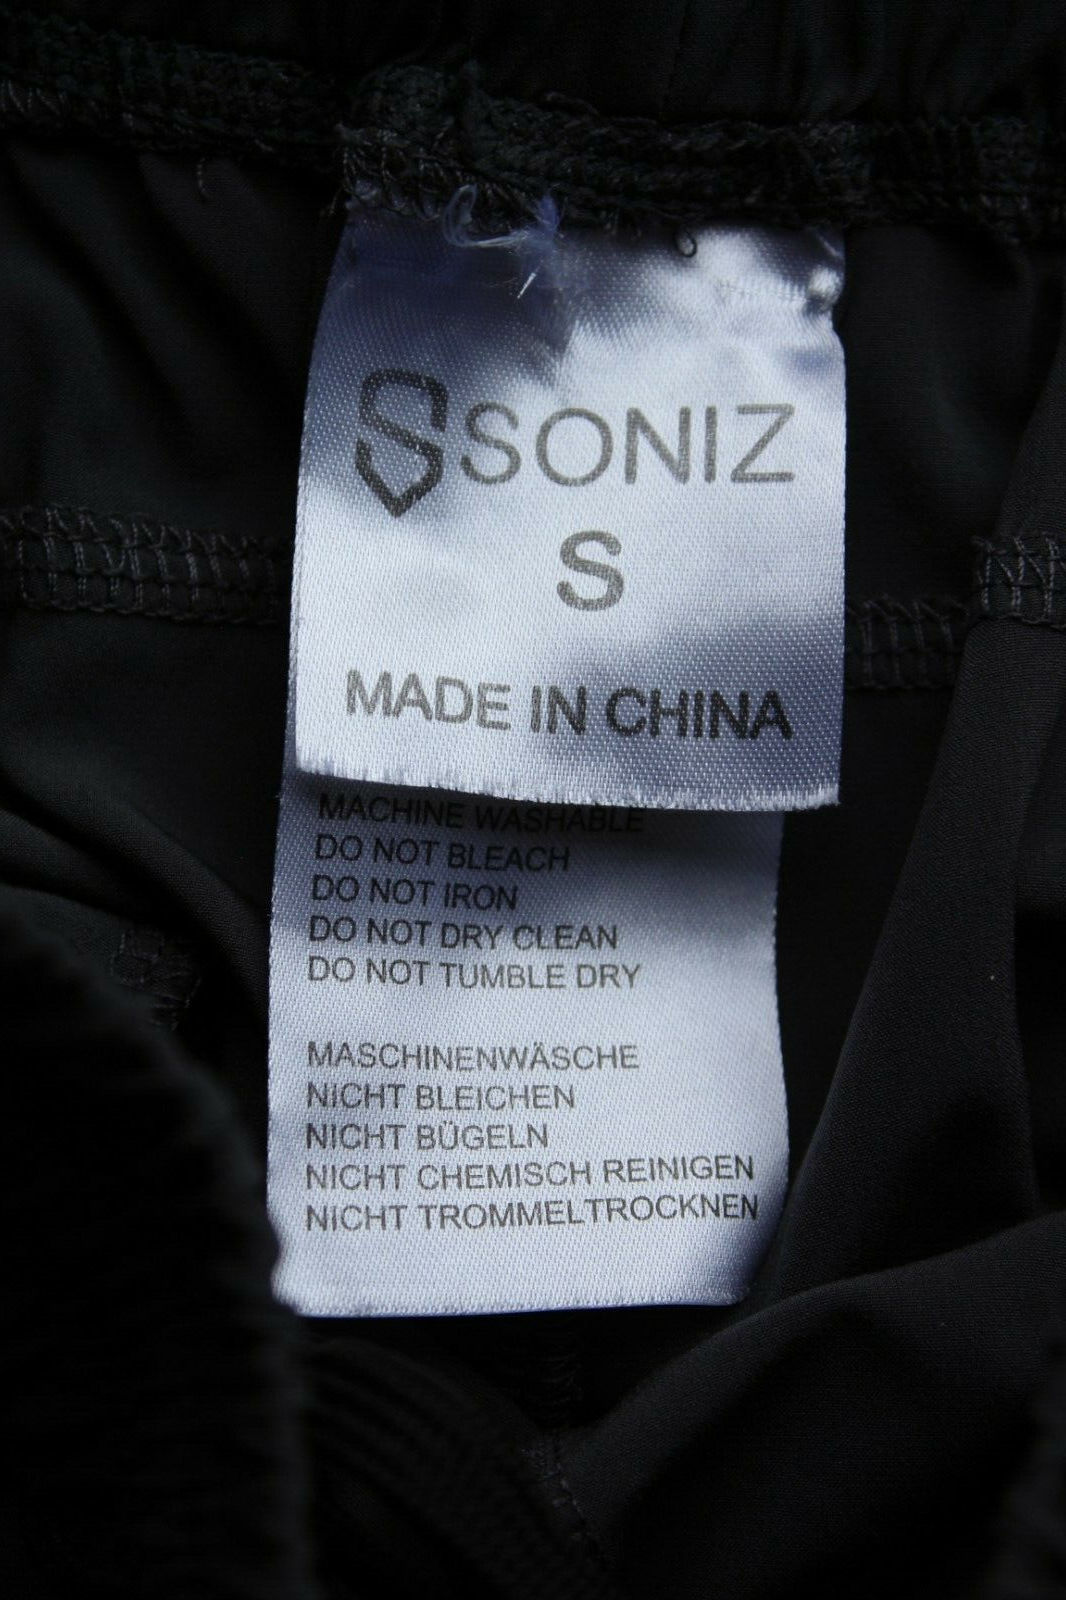 SONIZ
S
MADE IN CHINA
MACHINE WASHABLE
DO NOT BLEACH
DO NOT IRON
DO NOT DRY CLEAN
DO NOT TUMBLE DRY
MASCHINENWÄSCHE
NICHT BLEICHEN
NICHT BÜGELN
NICHT CHEMISCH REINIGEN
NICHT TROMMELTROCKNEN